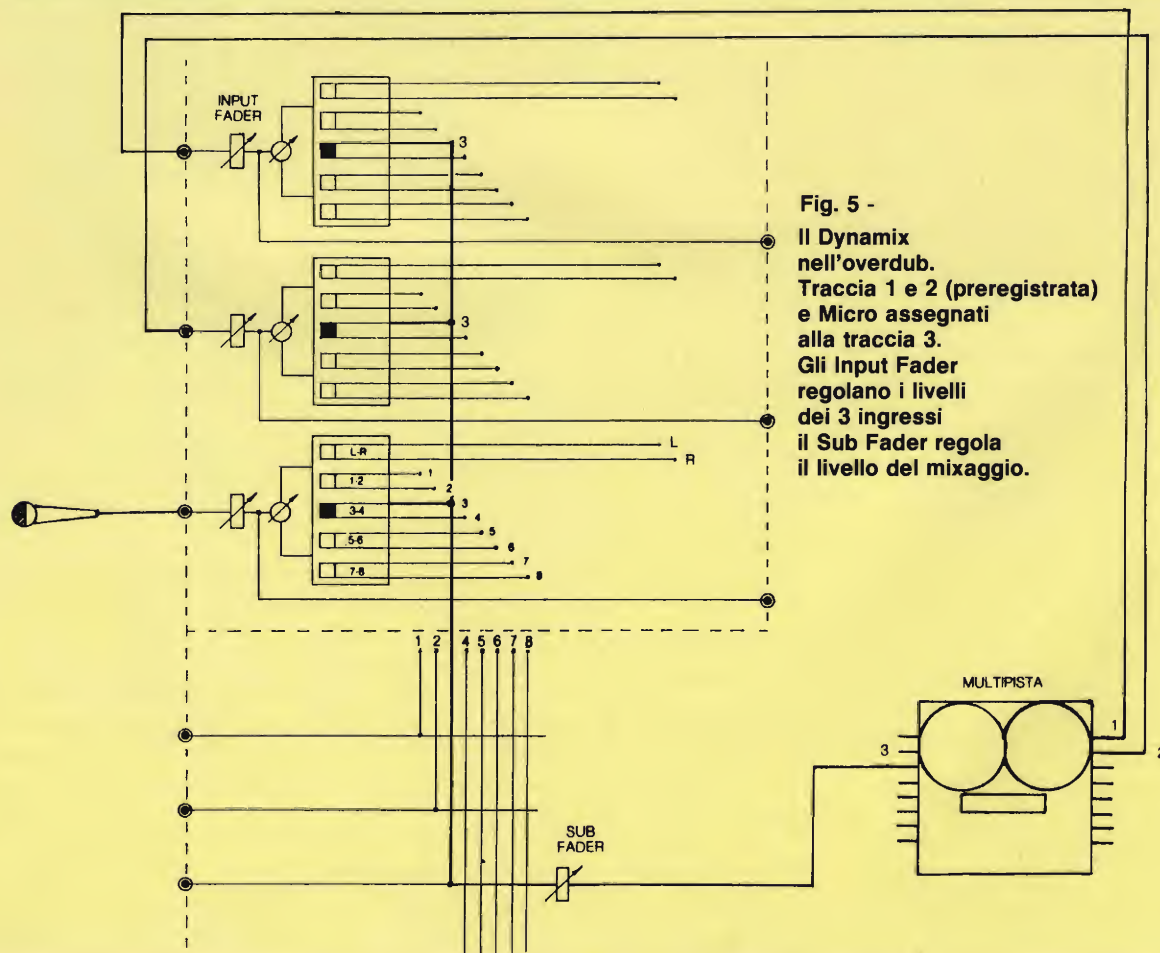 INPUT
FADER
3
Fig. 5 -
Il Dynamix
nell'overdub.
Traccia 1 e 2 (preregistrata)
e Micro assegnati
alla traccia 3.
Gli Input Fader
regolano i livelli
dei 3 ingressi
il Sub Fader regola
il livello del mixaggio.
3
L-R
L
R
1-2
1
2
3-4
3
4
5-6
5
6
7-8
7
8
1 2 4 5 6 7 8
MULTIPISTA
1
3
2
SUB
FADER